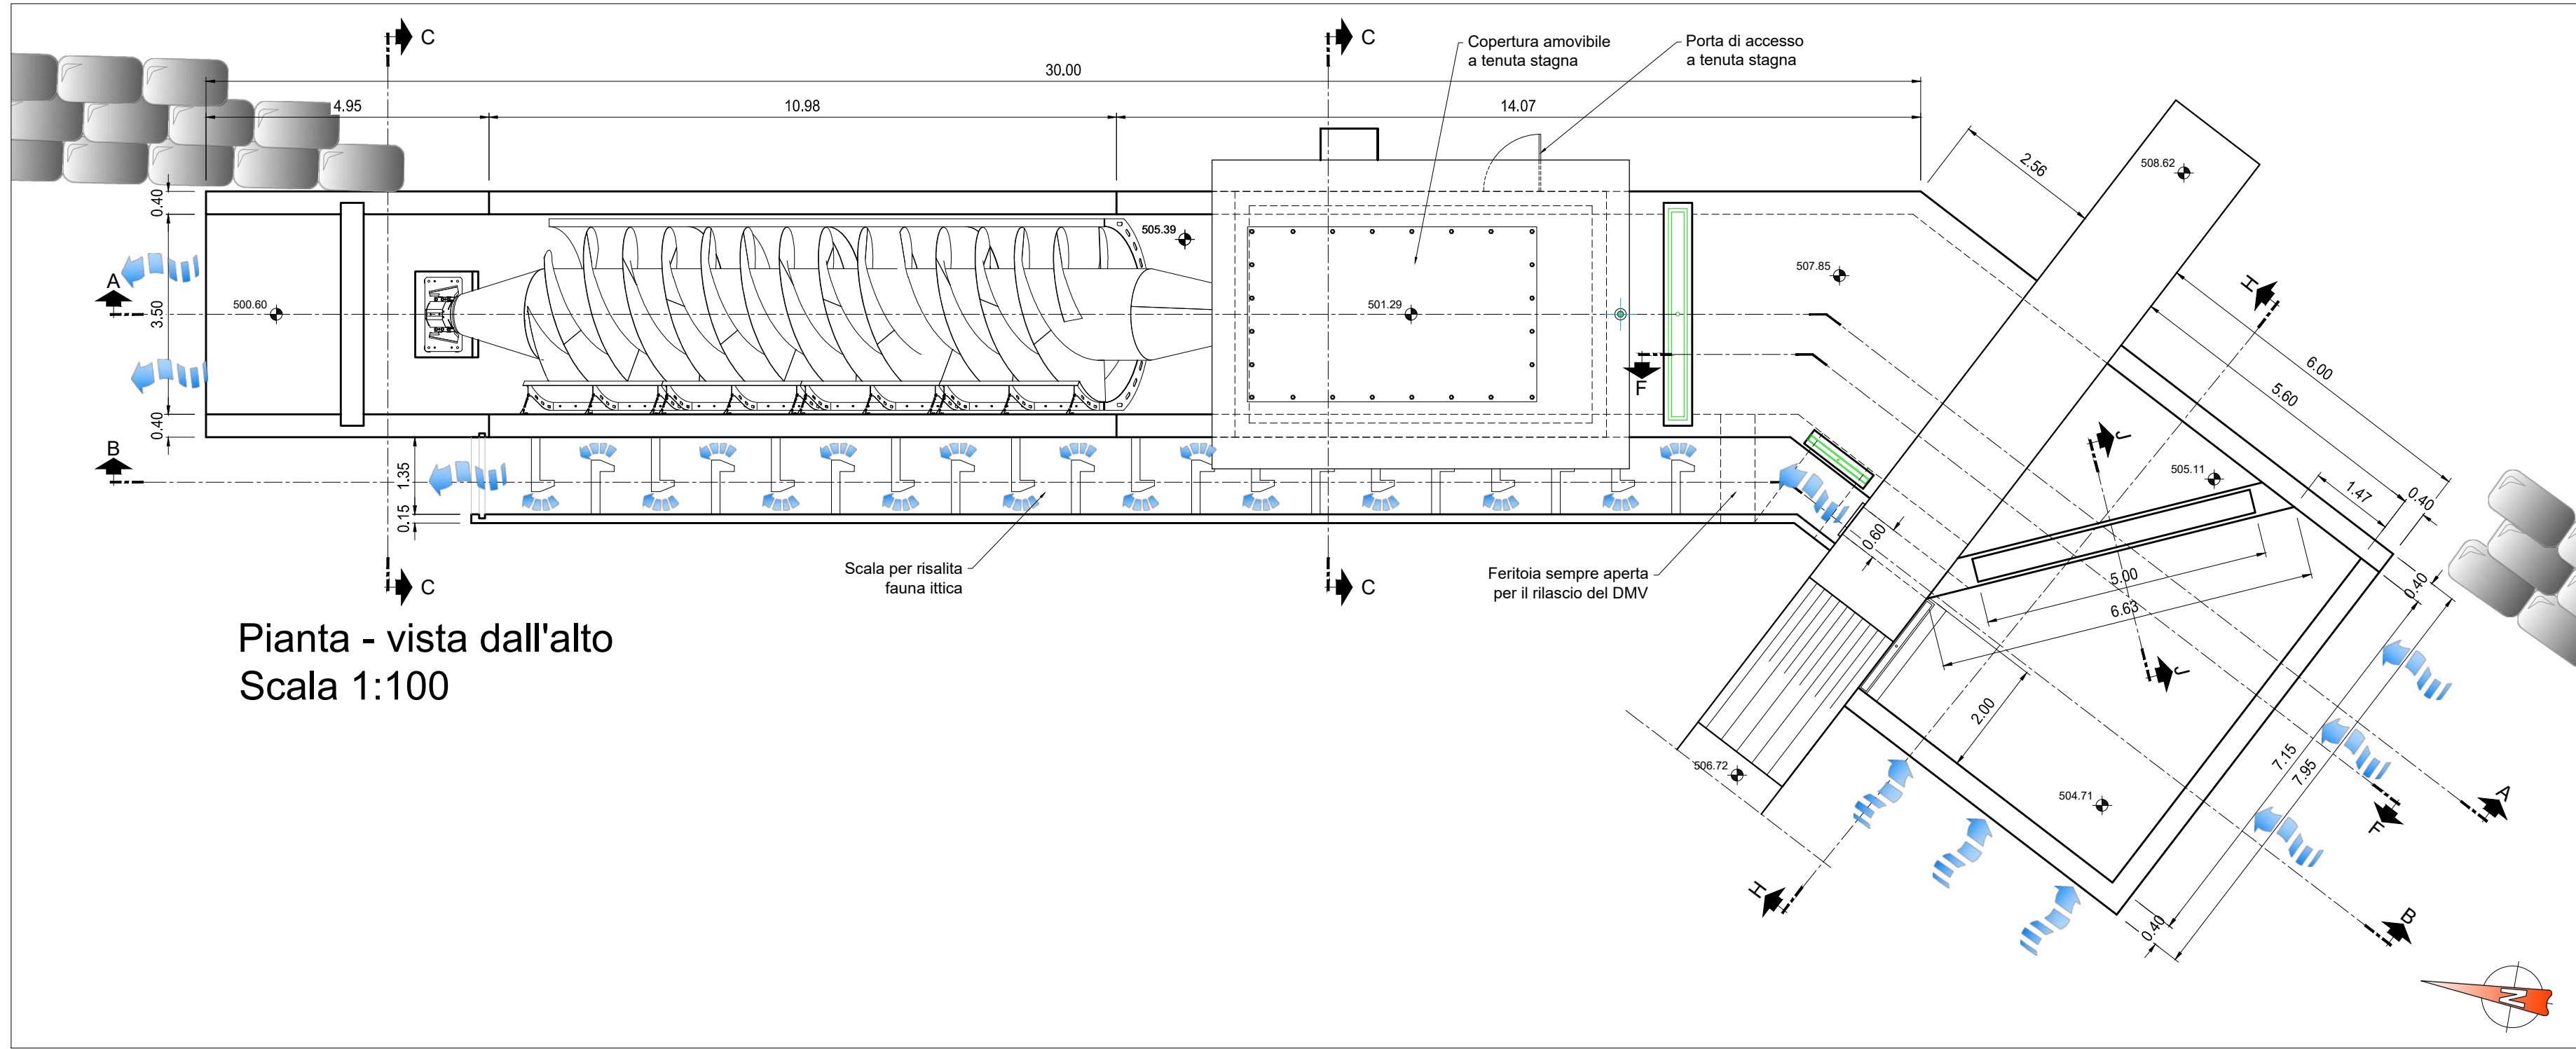 C
C
Copertura amovibile
a tenuta stagna
Porta di accesso
a tenuta stagna
30.00
4.95
10.98
14.07
2.56
508.62
0.40
505.39
507.85
H
A
3.50
500.60
501.29
6.00
5.60
F
0.40
B
1.35
J
505.11
1.47
0.40
0.15
0.60
Scala per risalita
fauna ittica
C
C
Feritoia sempre aperta
per il rilascio del DMV
5.00
6.63
0.40
J
Pianta - vista dall'alto
Scala 1:100
2.00
506.72
7.15
7.95
504.71
A
F
H
B
0.40
N